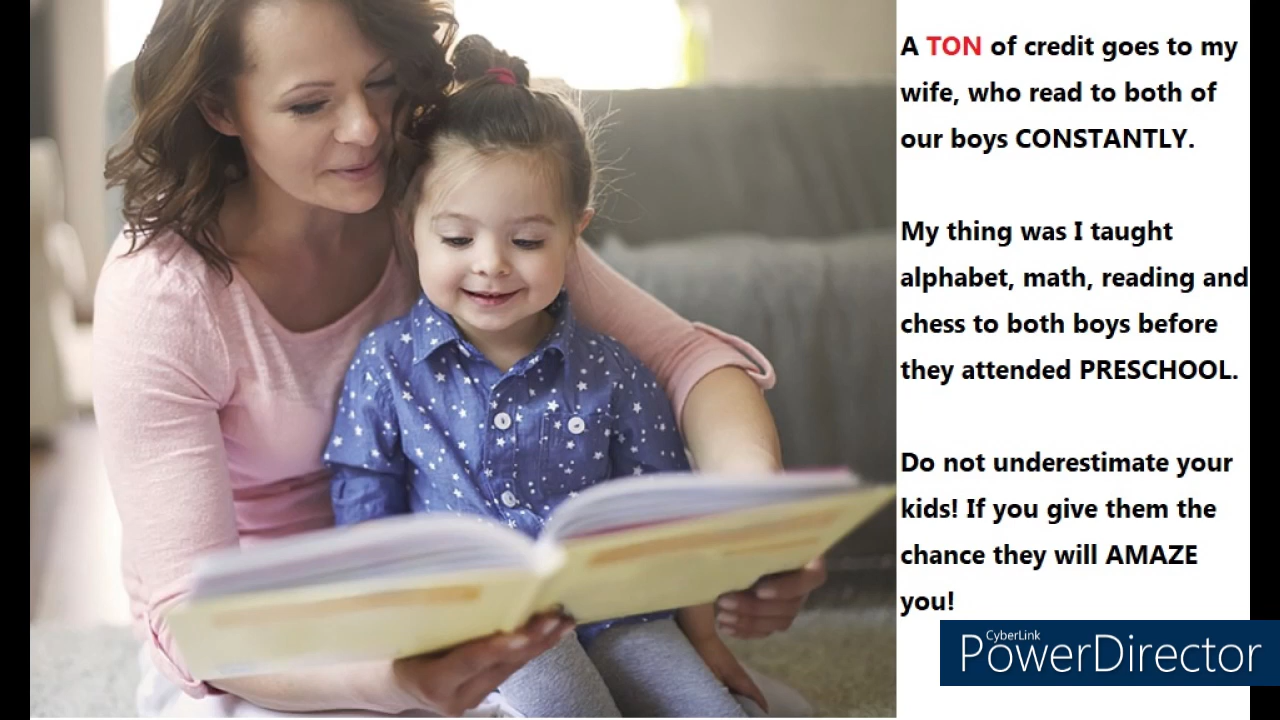 A TON of credit goes to my
wife, who read to both of
our boys CONSTANTLY.
My thing was I taught
alphabet, math, reading and
chess to both boys before
they attended PRESCHOOL.
Do not underestimate your
kids! If you give them the
chance they will AMAZE
you!
CyberLink
PowerDirector